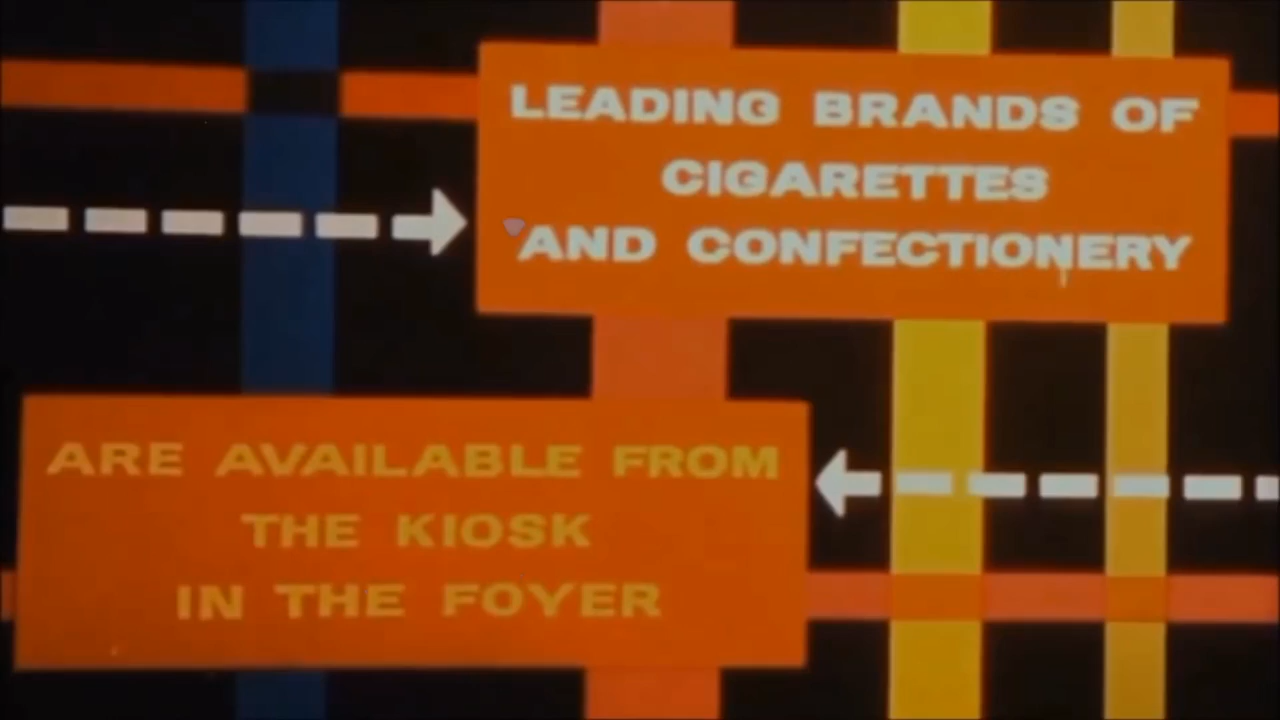 LEADING BRANDS OF
CIGARETTES
AND CONFECTIONERY
ARE AVAILABLE FROM
THE KIOSK
IN THE FOYER